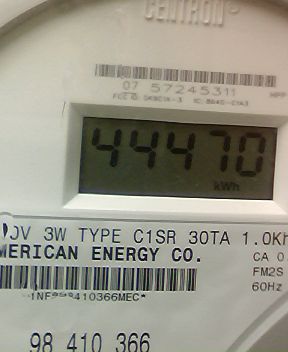 CENTRON®
07 57245311
44470
kWh
V 3W TYPE C1SR 30TA 1.0Kh
MERICAN ENERGY CO.
CA 0.
FM2S
60Hz
98 410 366